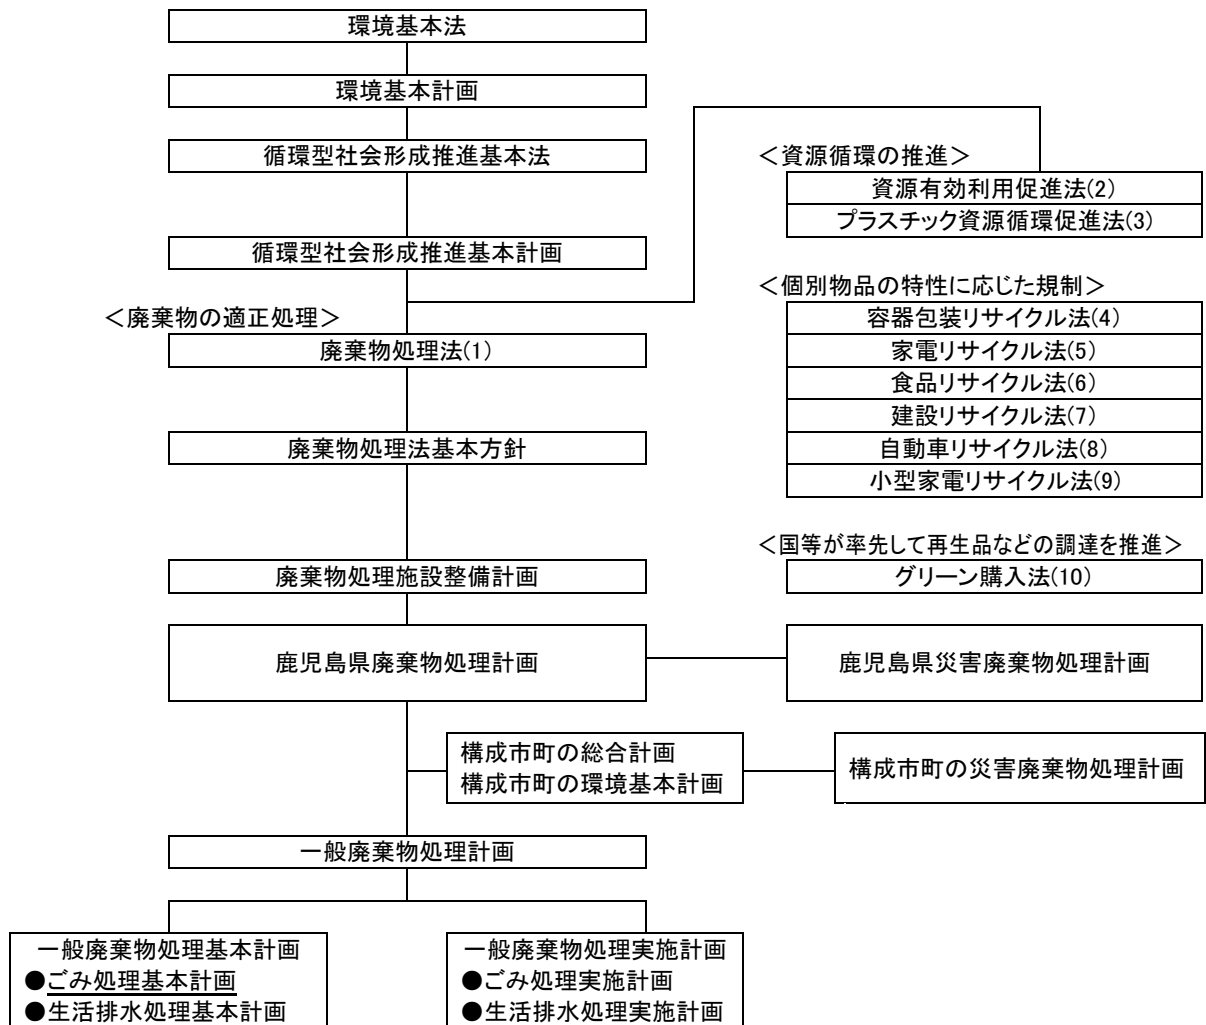 環境基本法
環境基本計画
循環型社会形成推進基本法
循環型社会形成推進基本計画
＜廃棄物の適正処理＞
廃棄物処理法(1)
廃棄物処理法基本方針
廃棄物処理施設整備計画
＜資源循環の推進＞
資源有効利用促進法(2)
プラスチック資源循環促進法(3)
＜個別物品の特性に応じた規制＞
容器包装リサイクル法(4)
家電リサイクル法(5)
食品リサイクル法(6)
建設リサイクル法(7)
自動車リサイクル法(8)
小型家電リサイクル法(9)
＜国等が率先して再生品などの調達を推進＞
グリーン購入法(10)
鹿児島県廃棄物処理計画
鹿児島県災害廃棄物処理計画
構成市町の総合計画
構成市町の環境基本計画
構成市町の災害廃棄物処理計画
一般廃棄物処理計画
一般廃棄物処理基本計画
●ごみ処理基本計画
●生活排水処理基本計画
一般廃棄物処理実施計画
●ごみ処理実施計画
●生活排水処理実施計画